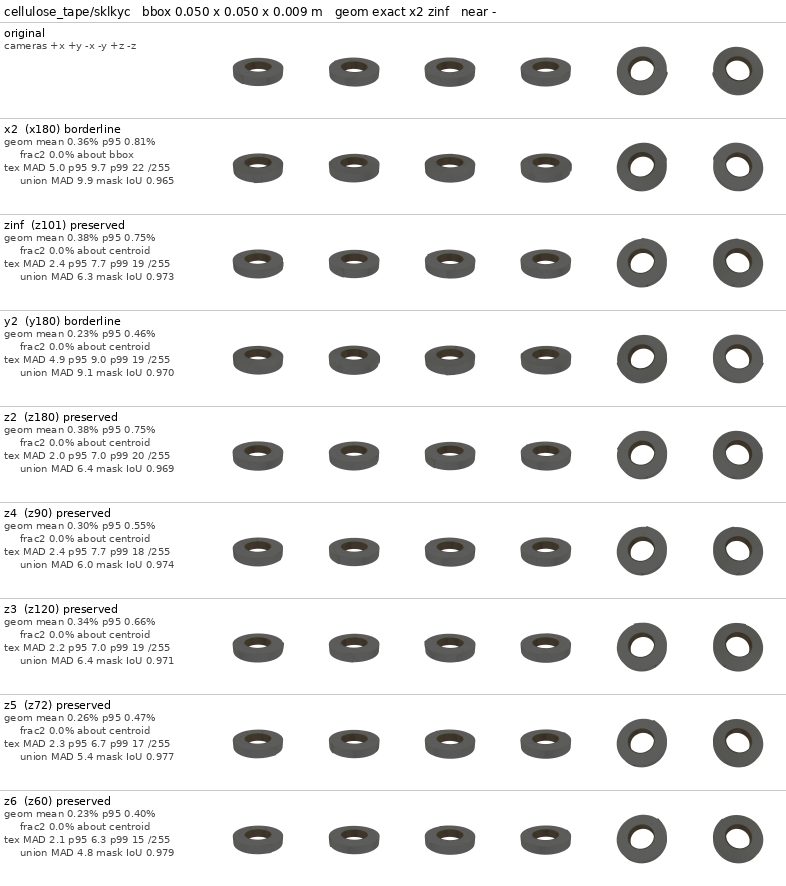 cellulose_tape/sklkyc   bbox 0.050 x 0.050 x 0.009 m   geom exact x2 zinf   near -
original
cameras +x +y -x -y +z -z
x2  (x180) borderline
geom mean 0.36% p95 0.81%
frac2 0.0% about bbox
tex MAD 5.0 p95 9.7 p99 22 /255
union MAD 9.9 mask IoU 0.965
zinf  (z101) preserved
geom mean 0.38% p95 0.75%
frac2 0.0% about centroid
tex MAD 2.4 p95 7.7 p99 19 /255
union MAD 6.3 mask IoU 0.973
y2  (y180) borderline
geom mean 0.23% p95 0.46%
frac2 0.0% about centroid
tex MAD 4.9 p95 9.0 p99 19 /255
union MAD 9.1 mask IoU 0.970
z2  (z180) preserved
geom mean 0.38% p95 0.75%
frac2 0.0% about centroid
tex MAD 2.0 p95 7.0 p99 20 /255
union MAD 6.4 mask IoU 0.969
z4  (z90) preserved
geom mean 0.30% p95 0.55%
frac2 0.0% about centroid
tex MAD 2.4 p95 7.7 p99 18 /255
union MAD 6.0 mask IoU 0.974
z3  (z120) preserved
geom mean 0.34% p95 0.66%
frac2 0.0% about centroid
tex MAD 2.2 p95 7.0 p99 19 /255
union MAD 6.4 mask IoU 0.971
z5  (z72) preserved
geom mean 0.26% p95 0.47%
frac2 0.0% about centroid
tex MAD 2.3 p95 6.7 p99 17 /255
union MAD 5.4 mask IoU 0.977
z6  (z60) preserved
geom mean 0.23% p95 0.40%
frac2 0.0% about centroid
tex MAD 2.1 p95 6.3 p99 15 /255
union MAD 4.8 mask IoU 0.979